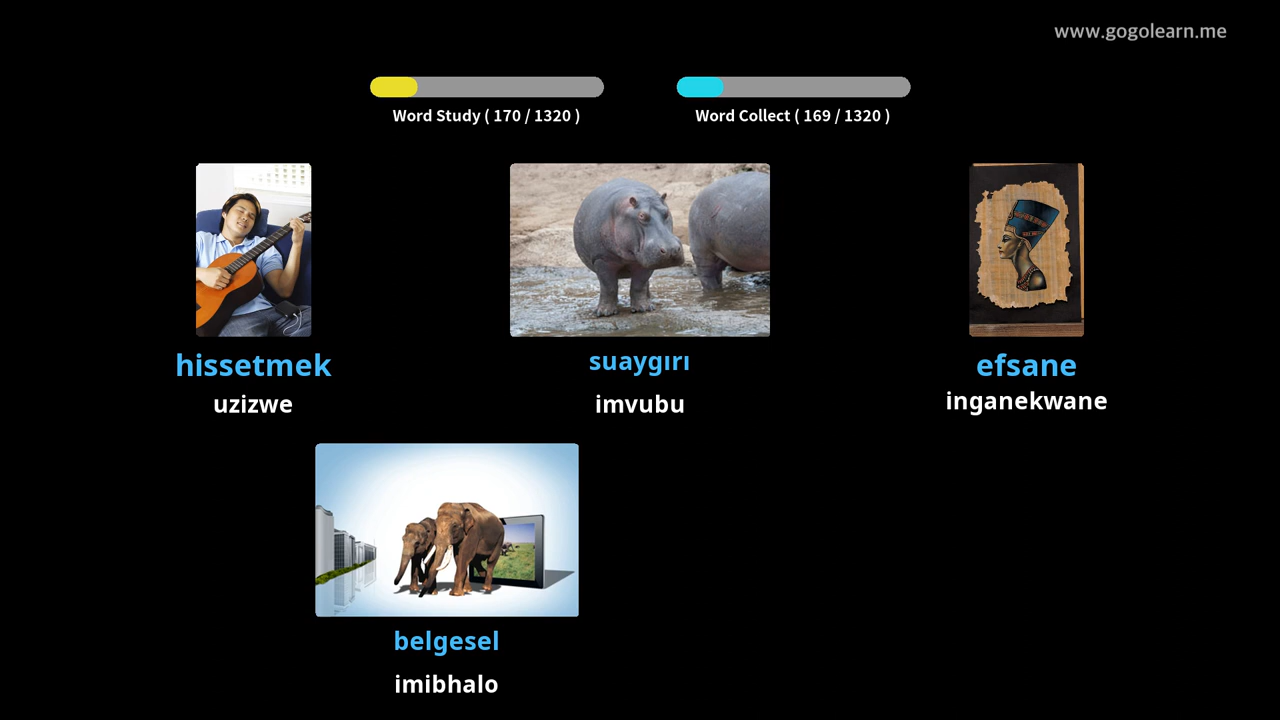 www.gogolearn.me
Word Study ( 170 / 1320 )
Word Collect ( 169 / 1320 )
hissetmek
uzizwe
suaygırı
imvubu
efsane
inganekwane
belgesel
imibhalo